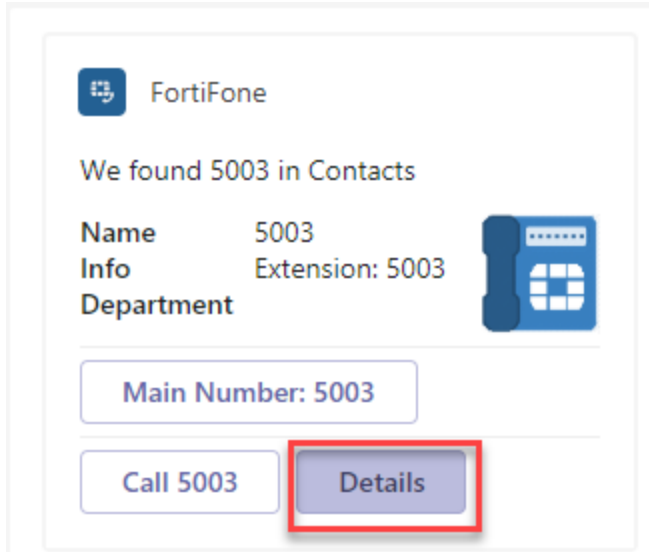 FortiFone
We found 5003 in Contacts
Name 5003
Info Extension: 5003
Department
Main Number: 5003
Call 5003 Details